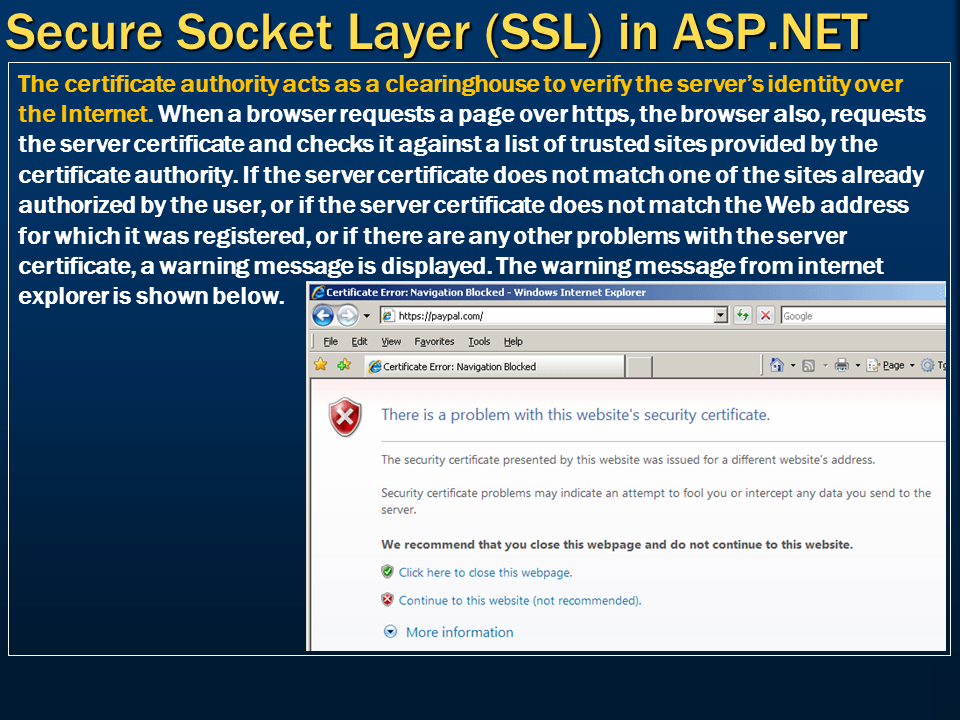 Secure Socket Layer (SSL) in ASP.NET
The certificate authority acts as a clearinghouse to verify the server's identity over
the Internet. When a browser requests a page over https, the browser also, requests
the server certificate and checks it against a list of trusted sites provided by the
certificate authority. If the server certificate does not match one of the sites already
authorized by the user, or if the server certificate does not match the Web address
for which it was registered, or if there are any other problems with the server
certificate, a warning message is displayed. The warning message from internet
explorer is shown below.
Certificate Error: Navigation Blocked - Windows Internet Explorer
https://paypal.com/
Google
File Edit View Favorites Tools Help
Certificate Error: Navigation Blocked
Page
There is a problem with this website's security certificate.
The security certificate presented by this website was issued for a different website's address.
Security certificate problems may indicate an attempt to fool you or intercept any data you send to the
server.
We recommend that you close this webpage and do not continue to this website.
Click here to close this webpage.
Continue to this website (not recommended).
More information